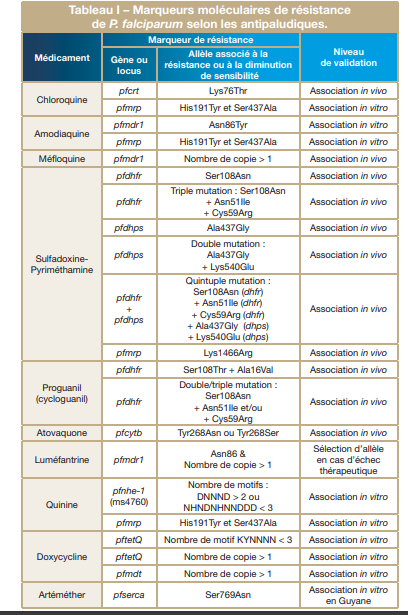 Tableau I – Marqueurs moléculaires de résistance
de P. falciparum selon les antipaludiques.
Médicament
Marqueur de résistance
Niveau
de validation
Gène ou
locus
Allèle associé à la
résistance ou à la diminution
de sensibilité
Chloroquine
pfcrt
Lys76Thr
Association in vivo
pfmrp
His191Tyr et Ser437Ala
Association in vitro
Amodiaquine
pfmdr1
Asn86Tyr
Association in vivo
pfmrp
His191Tyr et Ser437Ala
Association in vitro
Méfloquine
pfmdr1
Nombre de copie > 1
Association in vivo
Sulfadoxine-
Pyriméthamine
pfdhfr
Ser108Asn
Association in vivo
pfdhfr
Triple mutation : Ser108Asn
+ Asn51Ile
+ Cys59Arg
Association in vivo
pfdhps
Ala437Gly
Association in vivo
pfdhps
Double mutation :
Ala437Gly
+ Lys540Glu
Association in vivo
pfdhfr
+
pfdhps
Quintuple mutation :
Ser108Asn (dhfr)
+ Asn51Ile (dhfr)
+ Cys59Arg (dhfr)
+ Ala437Gly (dhps)
+ Lys540Glu (dhps)
Association in vivo
pfmrp
Lys1466Arg
Association in vivo
Proguanil
(cycloguanil)
pfdhfr
Ser108Thr + Ala16Val
Association in vivo
pfdhfr
Double/triple mutation :
Ser108Asn
+ Asn51Ile et/ou
+ Cys59Arg
Association in vivo
Atovaquone
pfcytb
Tyr268Asn ou Tyr268Ser
Association in vivo
Luméfantrine
pfmdr1
Asn86 &
Nombre de copie > 1
Sélection d'allèle
en cas d'échec
thérapeutique
Quinine
pfnhe-1
(ms4760)
Nombre de motifs :
DNNND > 2 ou
NHNDNHNNDDD < 3
Association in vitro
pfmrp
His191Tyr et Ser437Ala
Association in vitro
Doxycycline
pftetQ
Nombre de motif KYNNNN < 3
Association in vitro
pftetQ
Nombre de copie > 1
Association in vitro
pfmdt
Nombre de copie > 1
Association in vitro
Artéméther
pfserca
Ser769Asn
Association in vitro
en Guyane